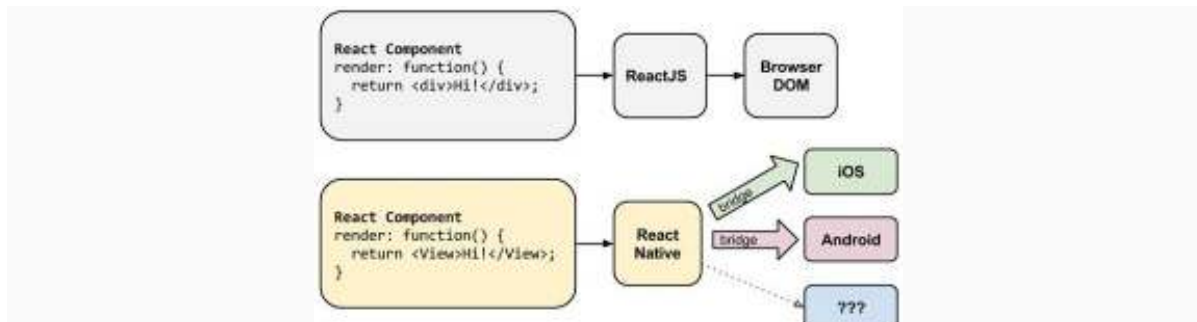 React Component
render: function() {
return <div>Hi!</div>;
}
ReactJS
Browser
DOM
React Component
render: function() {
return <View>Hi!</View>;
}
React
Native
bridge
iOS
bridge
Android
???